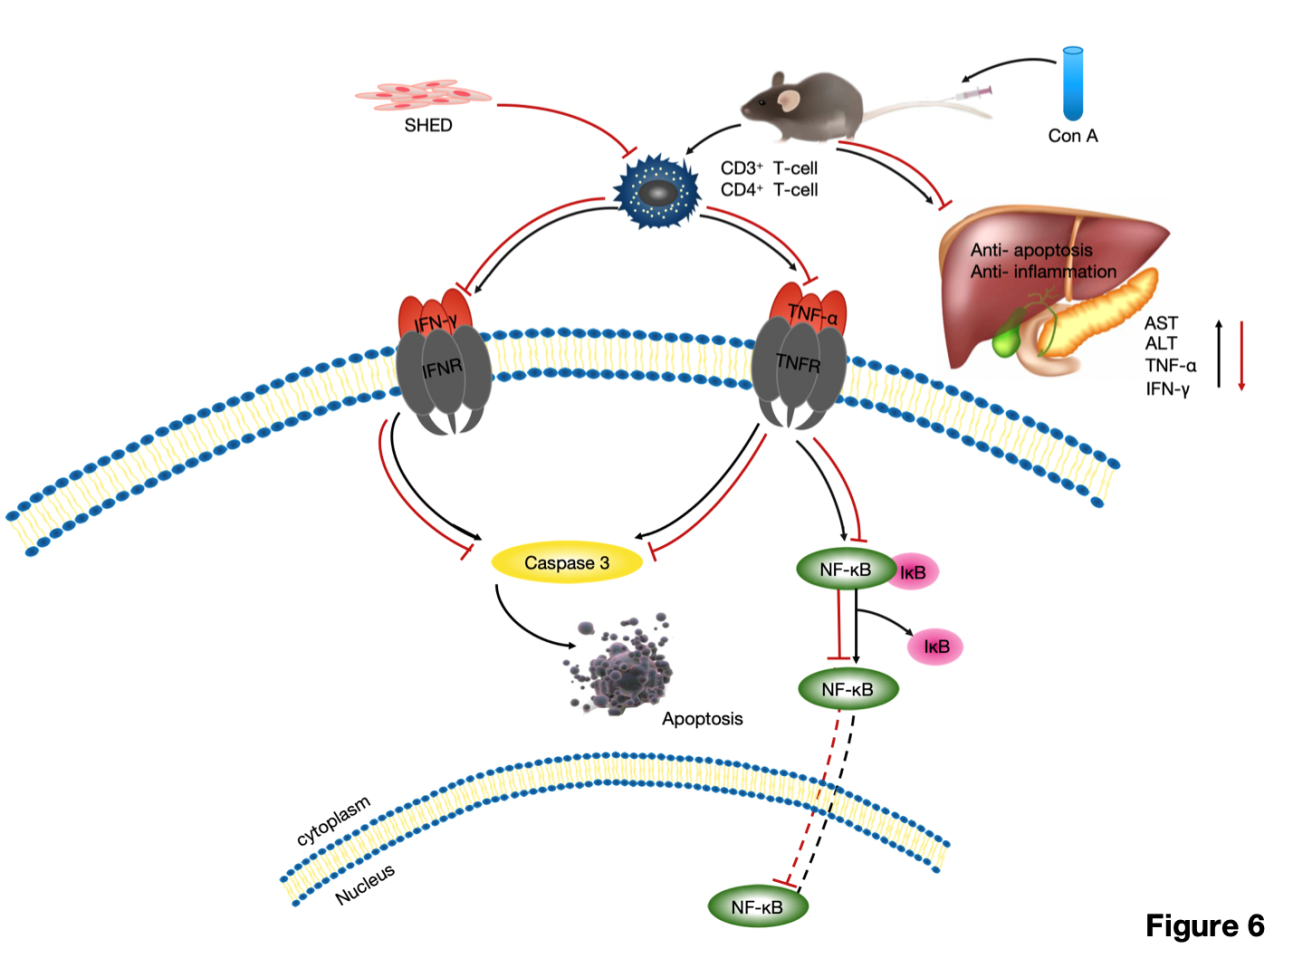 SHED
Con A
CD3⁺ T-cell
CD4⁺ T-cell
Anti- apoptosis
Anti- inflammation
IFN-γ
TNF-α
AST
ALT
TNF-α
IFN-γ
IFNR
TNFR
Caspase 3
NF-κB
IκB
IκB
NF-κB
Apoptosis
cytoplasm
Nucleus
NF-κB
Figure 6